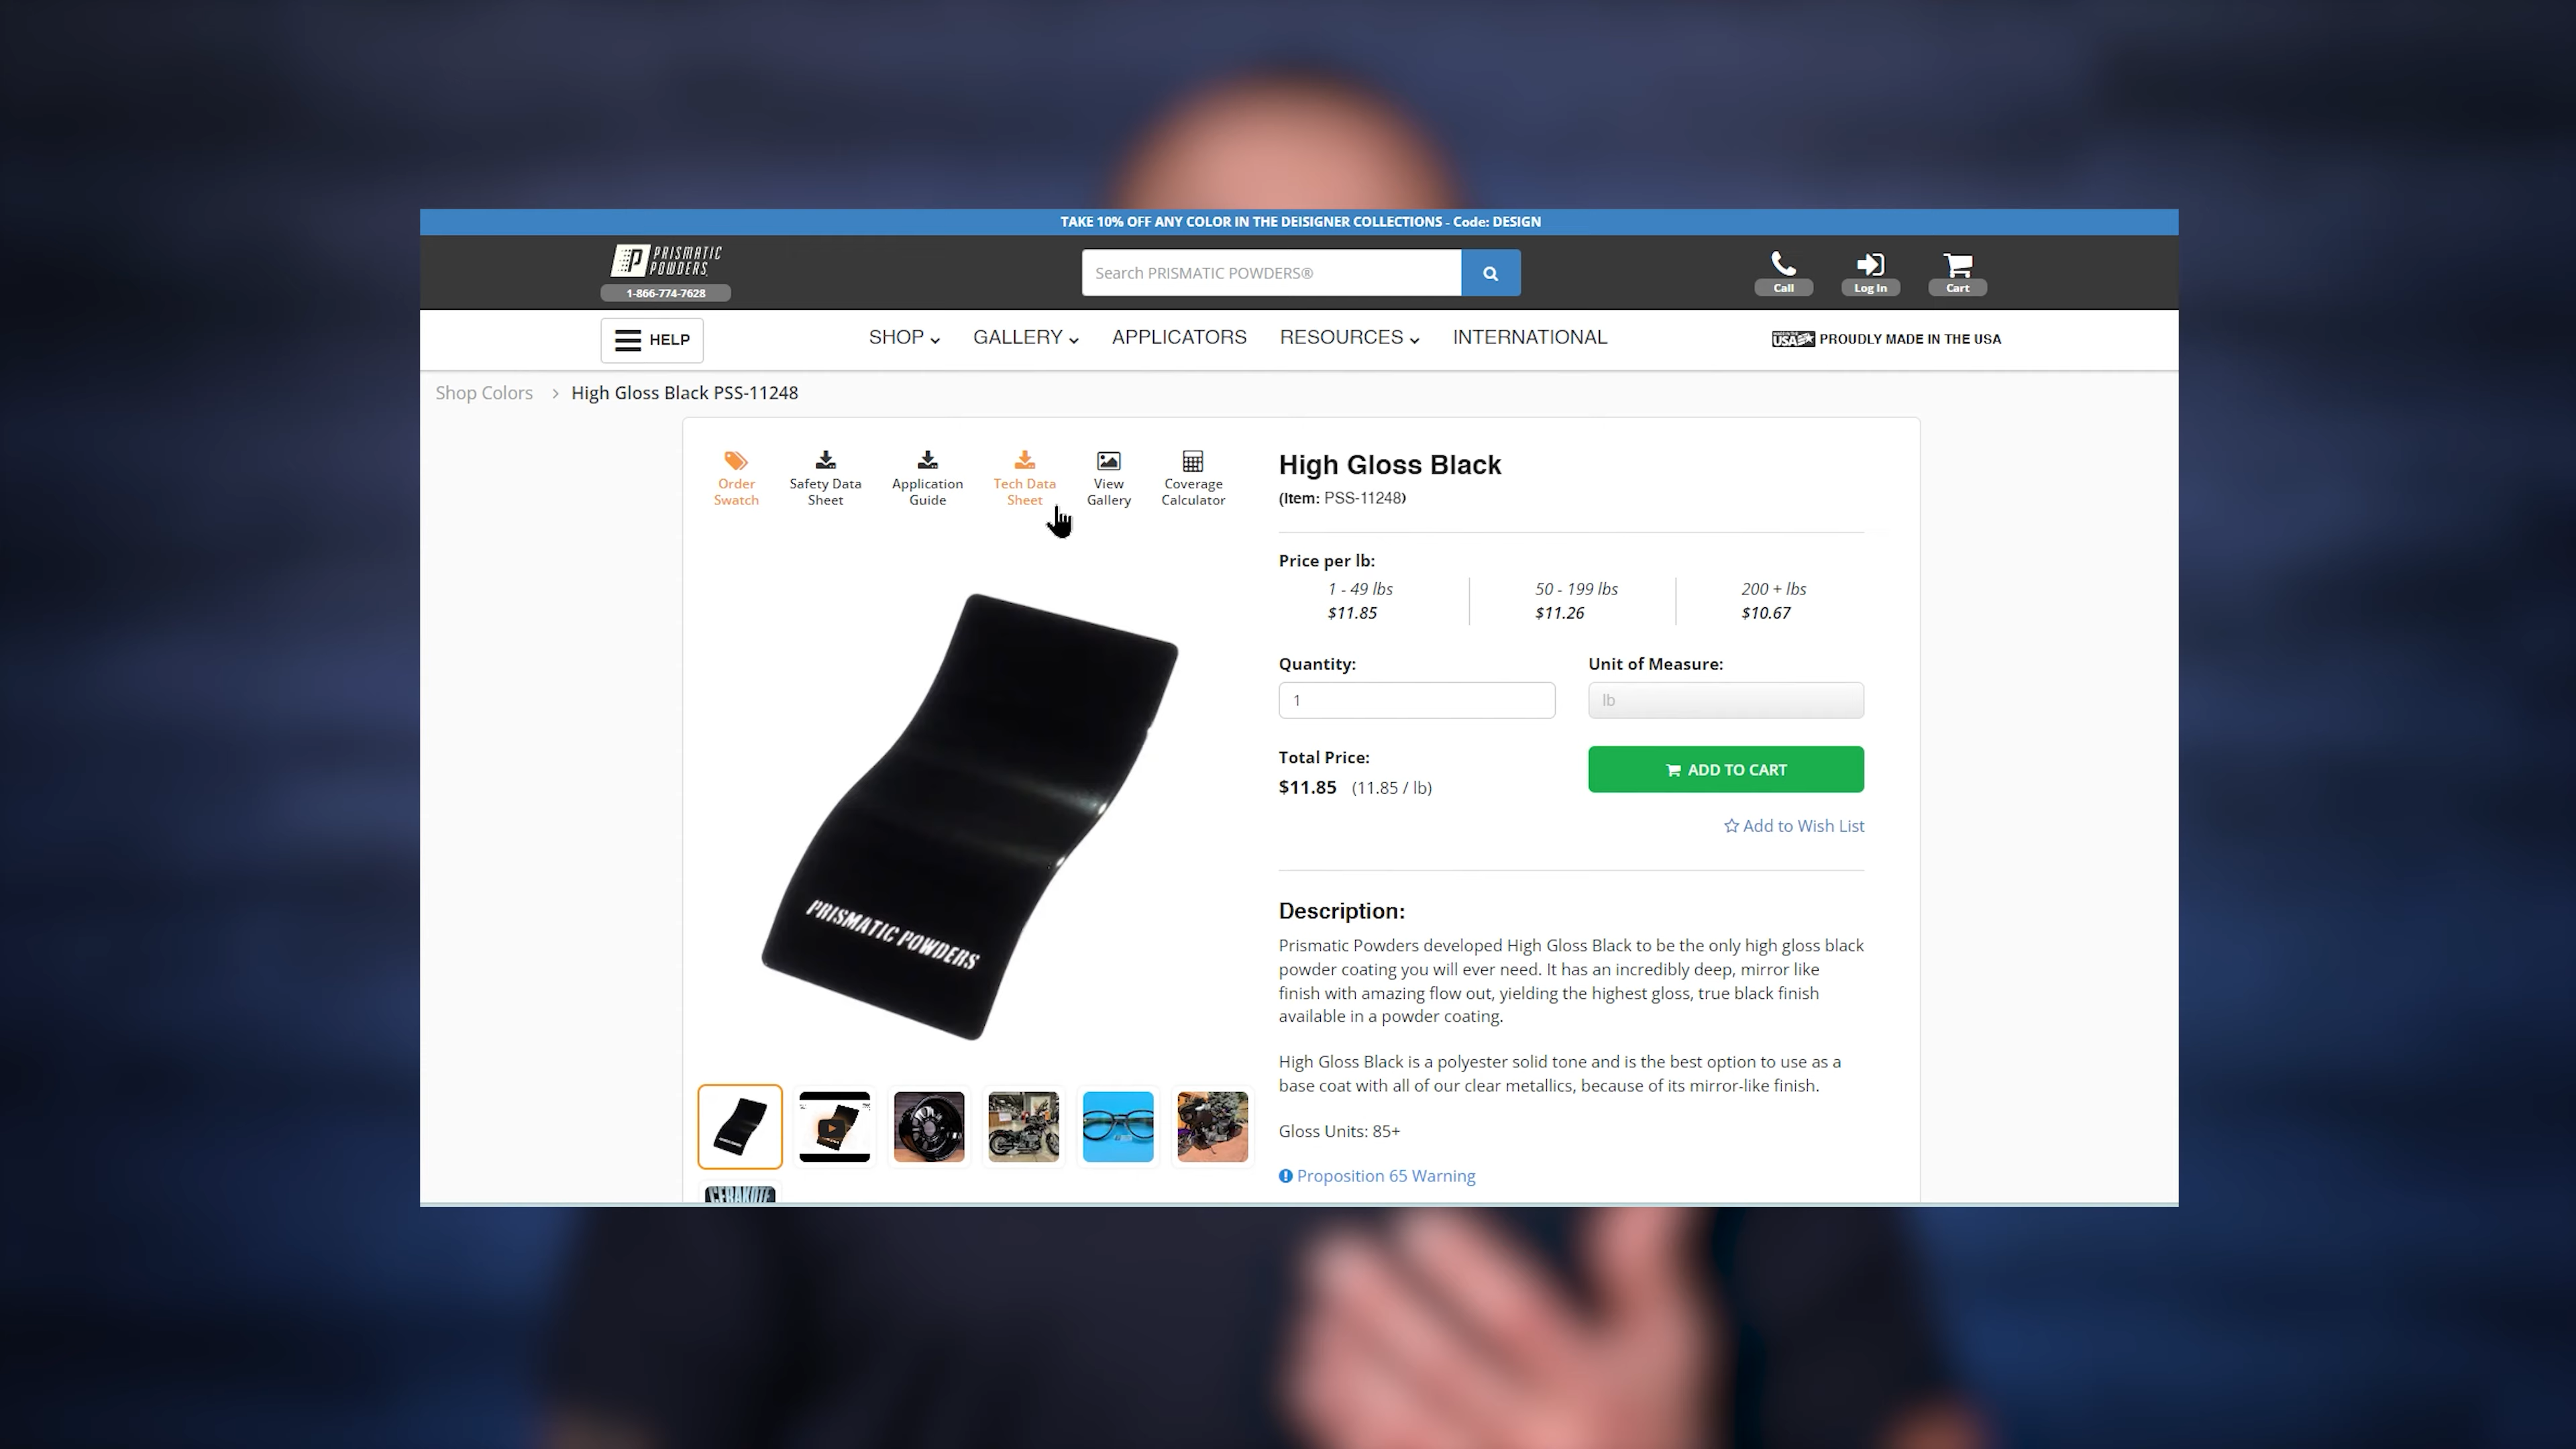 TAKE 10% OFF ANY COLOR IN THE DEISIGNER COLLECTIONS - Code: DESIGN
PRISMATIC
POWDERS
1-866-774-7628
Search PRISMATIC POWDERS®
Call
Log In
Cart
HELP
SHOP
GALLERY
APPLICATORS
RESOURCES
INTERNATIONAL
USA PROUDLY MADE IN THE USA
Shop Colors > High Gloss Black PSS-11248
Order
Swatch
Safety Data
Sheet
Application
Guide
Tech Data
Sheet
View
Gallery
Coverage
Calculator
PRISMATIC POWDERS
High Gloss Black
(Item: PSS-11248)
Price per lb:
1 - 49 lbs
$11.85
50 - 199 lbs
$11.26
200 + lbs
$10.67
Quantity:
1
Unit of Measure:
lb
Total Price:
$11.85 (11.85 / lb)
ADD TO CART
Add to Wish List
Description:
Prismatic Powders developed High Gloss Black to be the only high gloss black
powder coating you will ever need. It has an incredibly deep, mirror like
finish with amazing flow out, yielding the highest gloss, true black finish
available in a powder coating.
High Gloss Black is a polyester solid tone and is the best option to use as a
base coat with all of our clear metallics, because of its mirror-like finish.
Gloss Units: 85+
Proposition 65 Warning
CERAKOTE